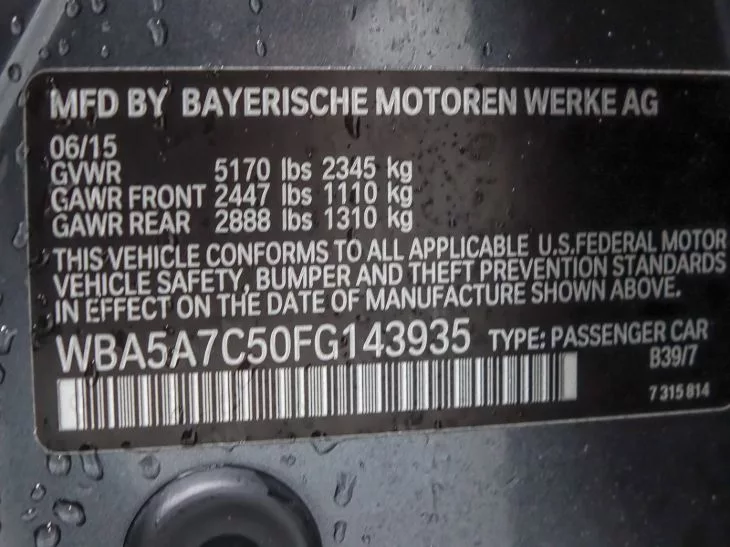 MFD BY BAYERISCHE MOTOREN WERKE AG
06/15
GVWR 5170 lbs 2345 kg
GAWR FRONT 2447 lbs 1110 kg
GAWR REAR 2888 lbs 1310 kg
THIS VEHICLE CONFORMS TO ALL APPLICABLE U.S.FEDERAL MOTOR
VEHICLE SAFETY, BUMPER AND THEFT PREVENTION STANDARDS
IN EFFECT ON THE DATE OF MANUFACTURE SHOWN ABOVE.
WBA5A7C50FG143935 TYPE: PASSENGER CAR
B39/7
7 315 814